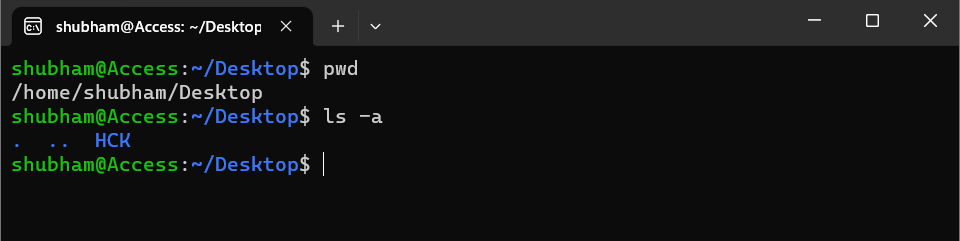 shubham@Access: ~/Desktop
shubham@Access:~/Desktop$ pwd
/home/shubham/Desktop
shubham@Access:~/Desktop$ ls -a
.  ..  HCK
shubham@Access:~/Desktop$